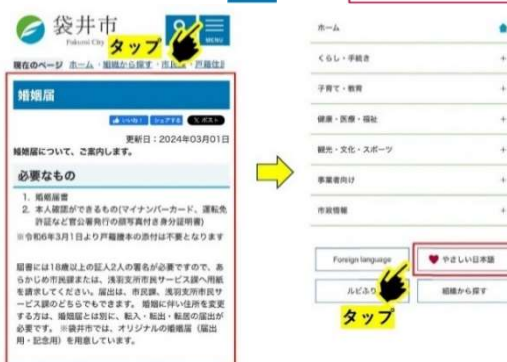 袋井市
Fukuroi City
MENU
タップ
現在のページ ホーム 組織から探す 市民課 戸籍住
婚姻届
いいね！ シェアする ポスト
更新日：2024年03月01日
婚姻届について、ご案内します。
必要なもの
1. 婚姻届書
2. 本人確認ができるもの(マイナンバーカード、運転免
許証など官公署発行の顔写真付き身分証明書)
※令和6年3月1日より戸籍謄本の添付は不要となります
届書には18歳以上の証人2人の署名が必要ですので、あ
らかじめ市民課または、浅羽支所市民サービス課へ用紙
を請求してください。届出は、市民課、浅羽支所市民サ
ービス課のどちらでもできます。 婚姻に伴い住所を変更
する方は、婚姻届とは別に、転入・転出・転居の届出が
必要です。 ※袋井市では、オリジナルの婚姻届（届出
用・記念用）を用意しています。
ホーム
くらし・手続き +
子育て・教育 +
健康・医療・福祉 +
観光・文化・スポーツ +
事業者向け +
市政情報 +
Foreign language
やさしい日本語
ルビふり
組織から探す
タップ